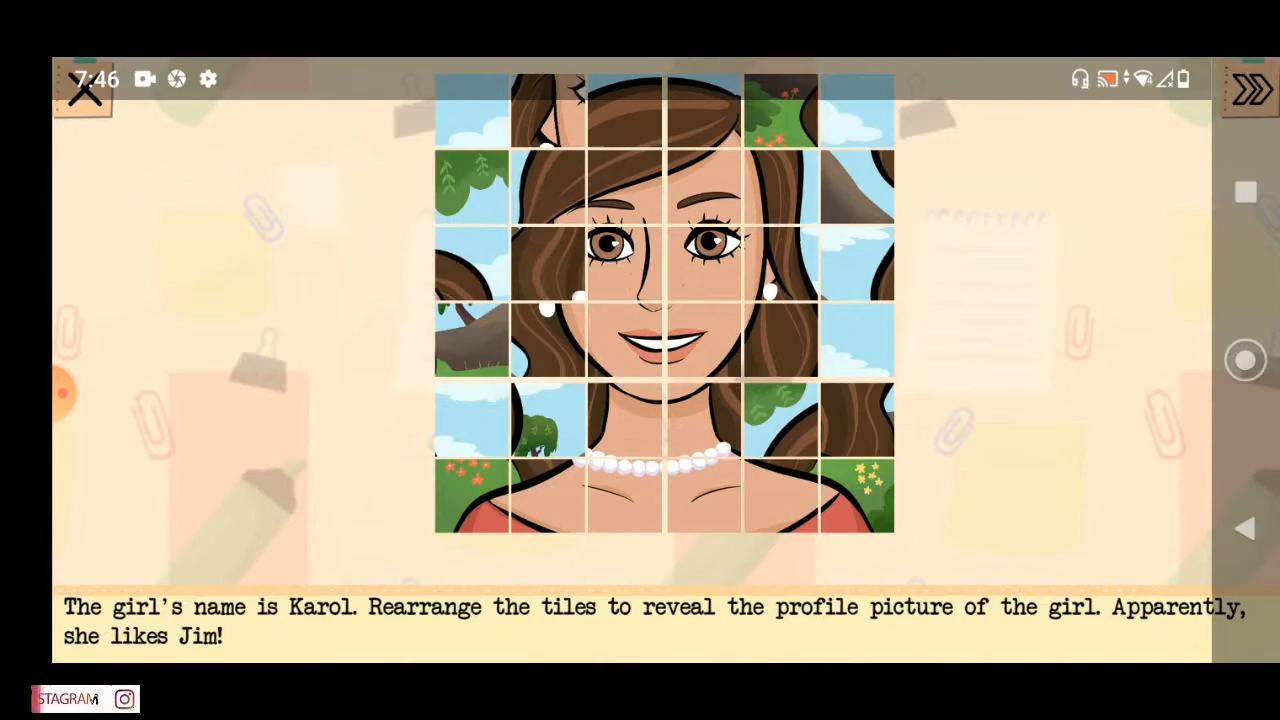 7:46
The girl's name is Karol. Rearrange the tiles to reveal the profile picture of the girl. Apparently,
she likes Jim!
STAGRAM